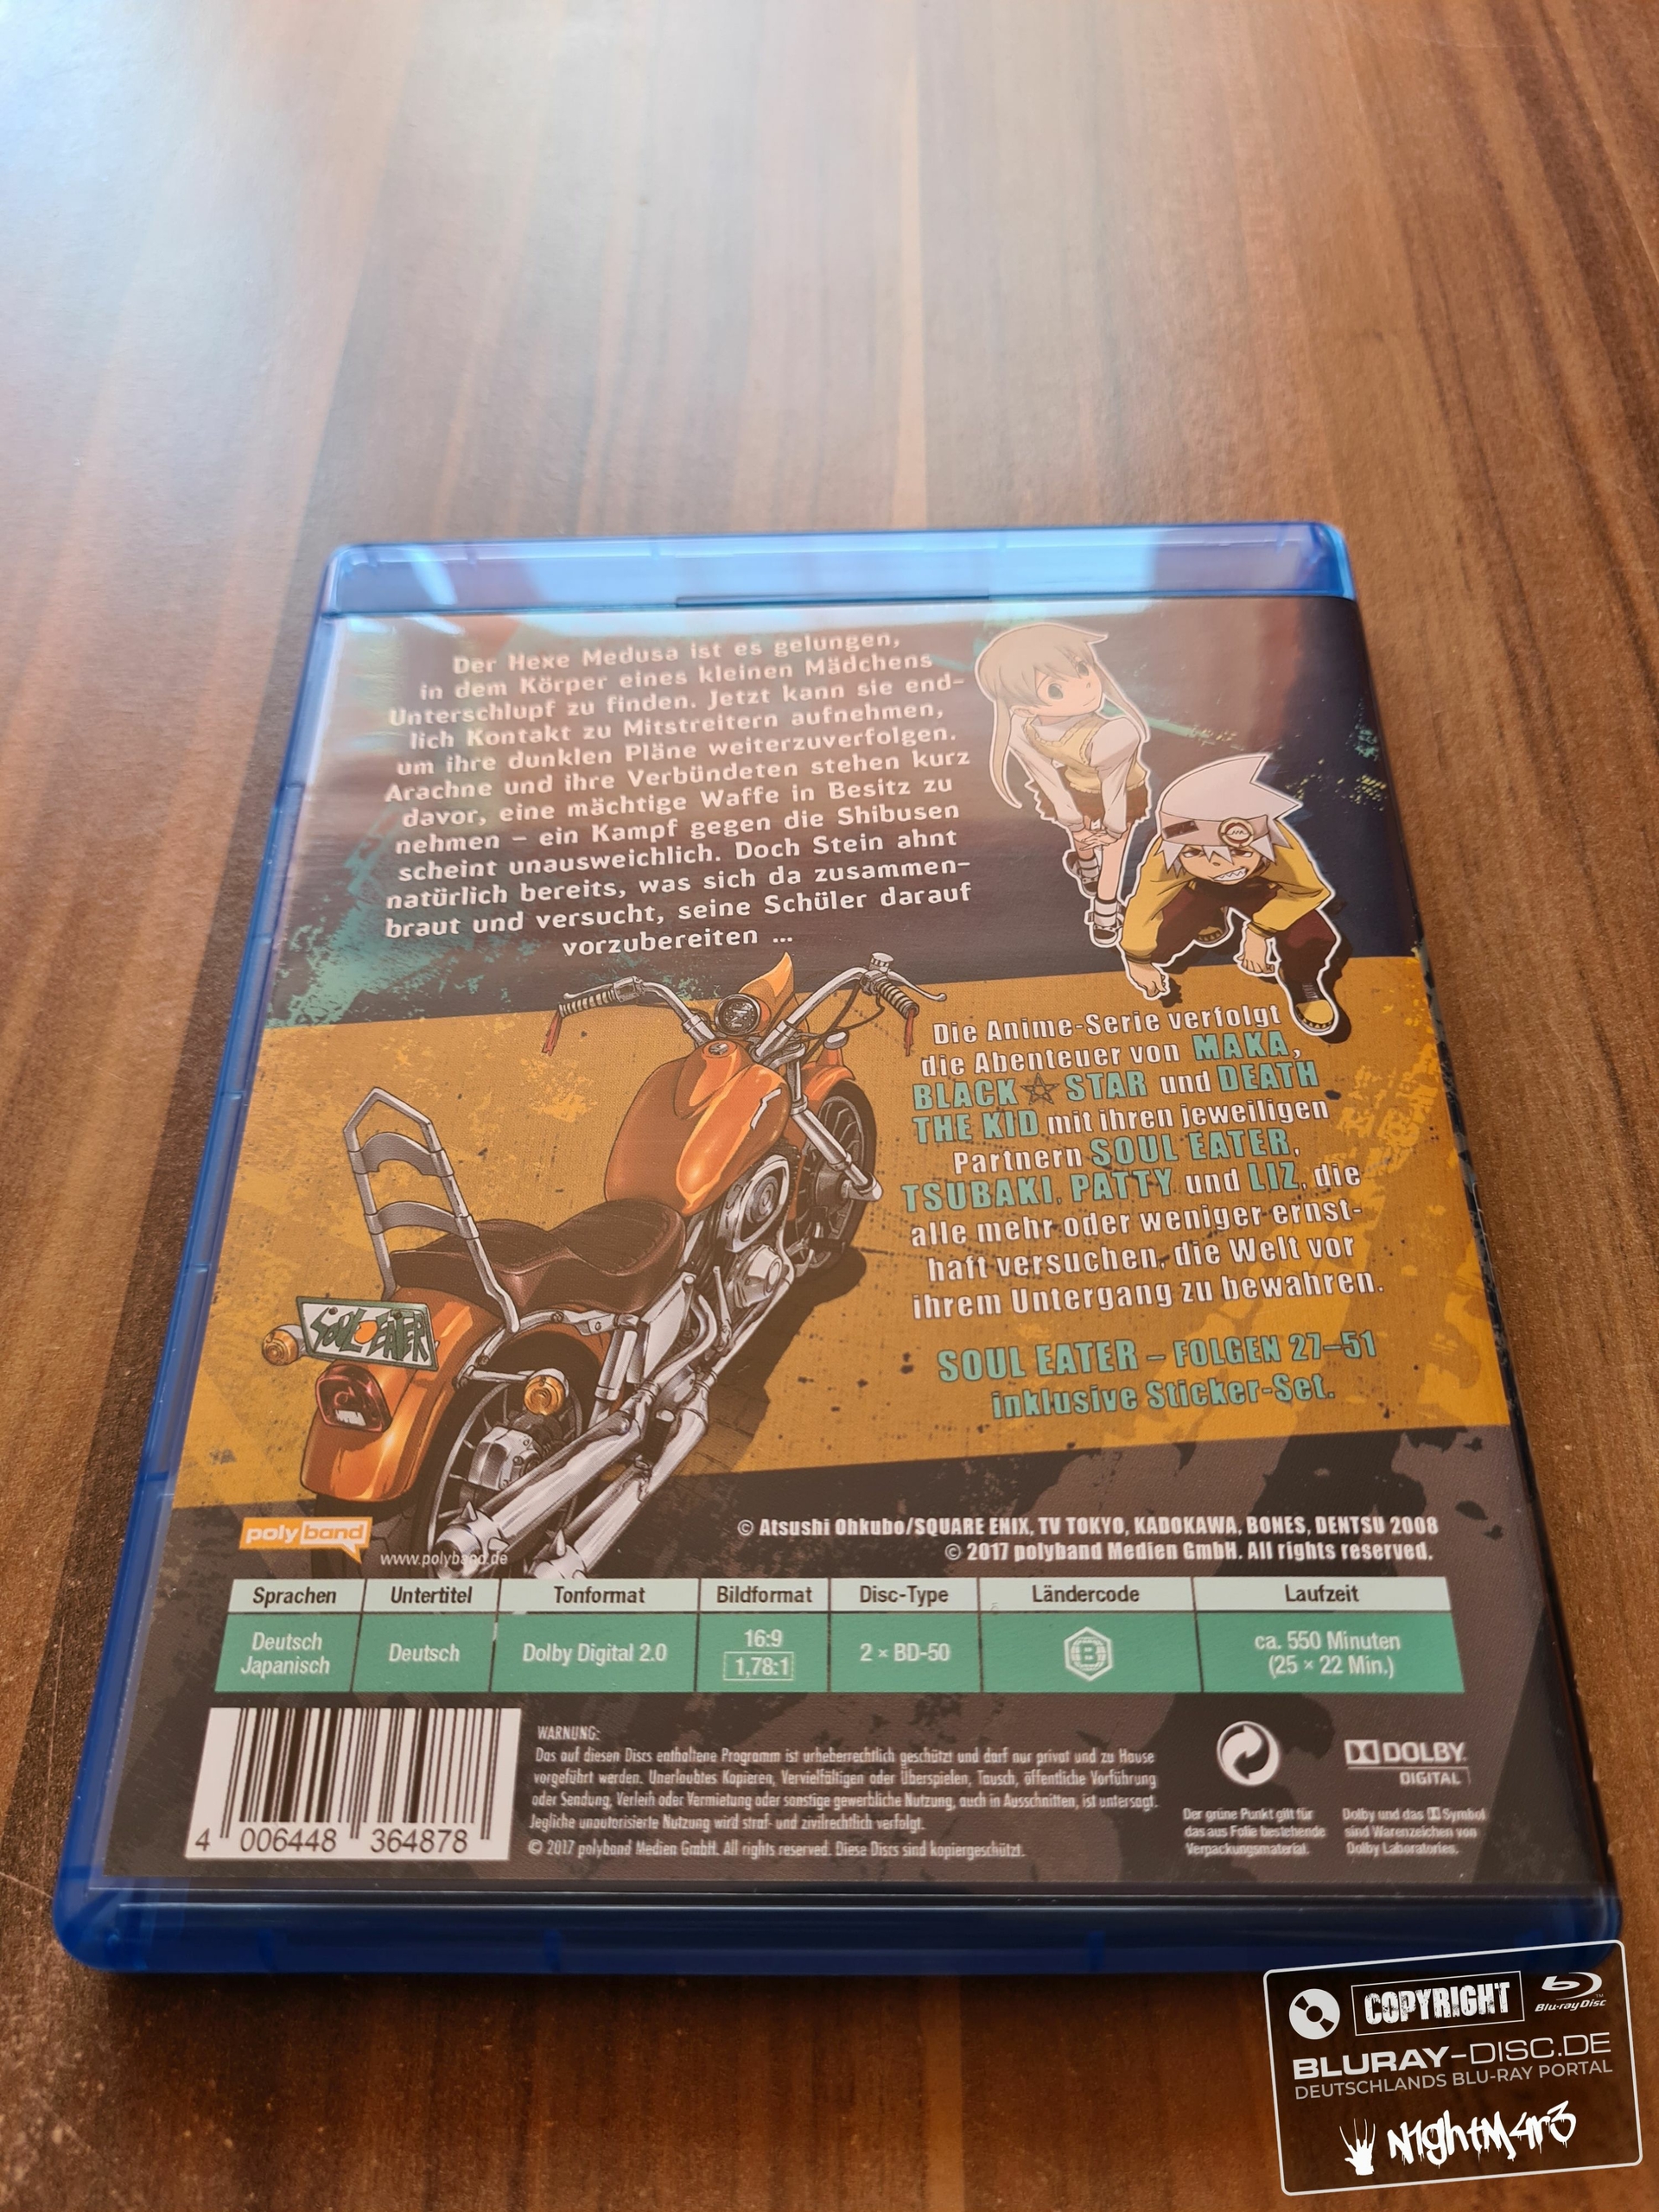 Der Hexe Medusa ist es gelungen,
in dem Körper eines kleinen Mädchens
Unterschlupf zu finden. Jetzt kann sie end-
lich Kontakt zu Mitstreitern aufnehmen,
um ihre dunklen Pläne weiterzuverfolgen.
Arachne und ihre Verbündeten stehen kurz
davor, eine mächtige Waffe in Besitz zu
nehmen – ein Kampf gegen die Shibusen
scheint unausweichlich. Doch Stein ahnt
natürlich bereits, was sich da zusammen-
braut und versucht, seine Schüler darauf
vorzubereiten ...
Die Anime-Serie verfolgt
die Abenteuer von MAKA,
BLACK ☆ STAR und DEATH
THE KID mit ihren jeweiligen
Partnern SOUL EATER,
TSUBAKI, PATTY und LIZ, die
alle mehr oder weniger ernst-
haft versuchen, die Welt vor
ihrem Untergang zu bewahren.
SOUL EATER – FOLGEN 27–51
inklusive Sticker-Set.
SOUL EATER
polyband
www.polyband.de
© Atsushi Ohkubo/SQUARE ENIX, TV TOKYO, KADOKAWA, BONES, DENTSU 2008
© 2017 polyband Medien GmbH. All rights reserved.
Sprachen Untertitel Tonformat Bildformat Disc-Type Ländercode Laufzeit
Deutsch
Japanisch
Deutsch
Dolby Digital 2.0
16:9
1,78:1
2 × BD-50
B
ca. 550 Minuten
(25 × 22 Min.)
4 006448 364878
WARNUNG:
Das auf diesen Discs enthaltene Programm ist urheberrechtlich geschützt und darf nur privat und zu Hause
vorgeführt werden. Unerlaubtes Kopieren, Vervielfältigen oder Überspielen, Tausch, öffentliche Vorführung
oder Sendung, Verleih oder Vermietung oder sonstige gewerbliche Nutzung, auch in Ausschnitten, ist untersagt.
Jegliche unautorisierte Nutzung wird straf- und zivilrechtlich verfolgt.
© 2017 polyband Medien GmbH. All rights reserved. Diese Discs sind kopiergeschützt.
Der grüne Punkt gilt für
das aus Folie bestehende
Verpackungsmaterial.
DOLBY
DIGITAL
Dolby und das DD Symbol
sind Warenzeichen von
Dolby Laboratories.
COPYRIGHT
Blu-ray Disc
BLURAY-DISC.DE
DEUTSCHLANDS BLU-RAY PORTAL
N1ghtM4r3